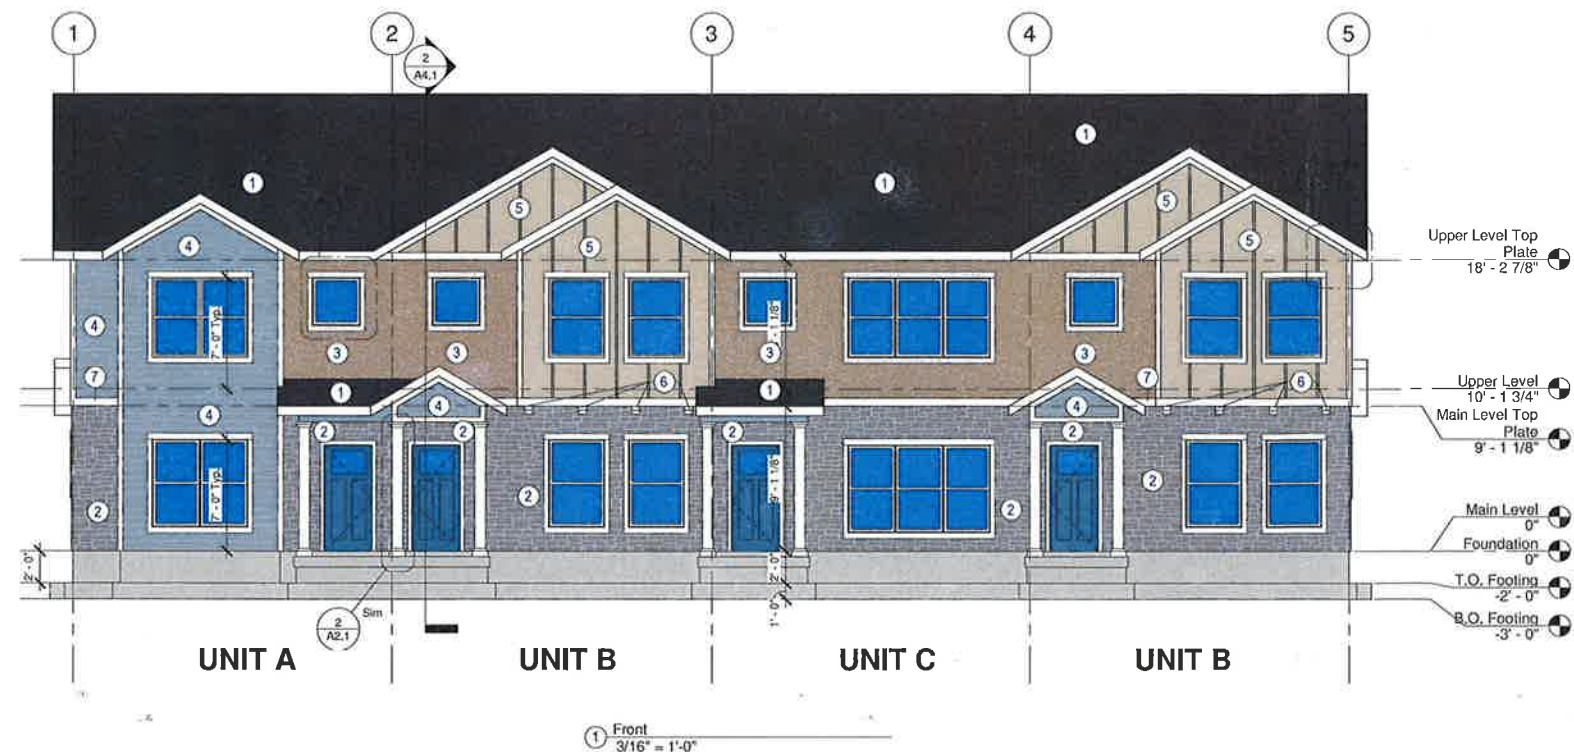 1 2 3 4 5
2
A4.1
1
1
1
5
5
5
5
4
Upper Level Top
Plate
18' - 2 7/8"
4
7' - 0" Typ.
3
3
3
3
7' - 1 1/8"
7
7
6
6
Upper Level
10' - 1 3/4"
1
1
4
4
4
Main Level Top
Plate
9' - 1 1/8"
2
2
2
2
7' - 0" Typ.
9' - 1 1/8"
2
2
2
2
Main Level
0"
Foundation
0"
2' - 0"
2' - 0"
T.O. Footing
-2' - 0"
1' - 0"
B.O. Footing
-3' - 0"
2
A2.1
Sim
UNIT A UNIT B UNIT C UNIT B
1 Front
3/16" = 1'-0"